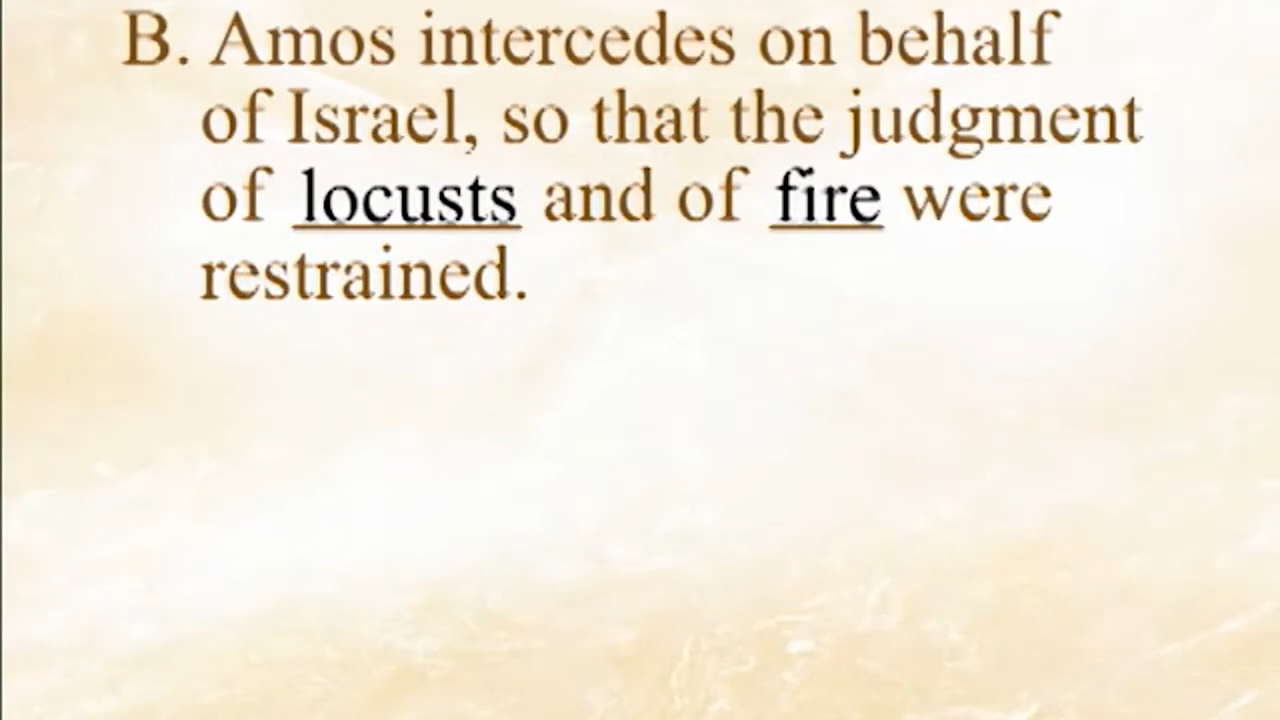 B. Amos intercedes on behalf
of Israel, so that the judgment
of locusts and of fire were
restrained.